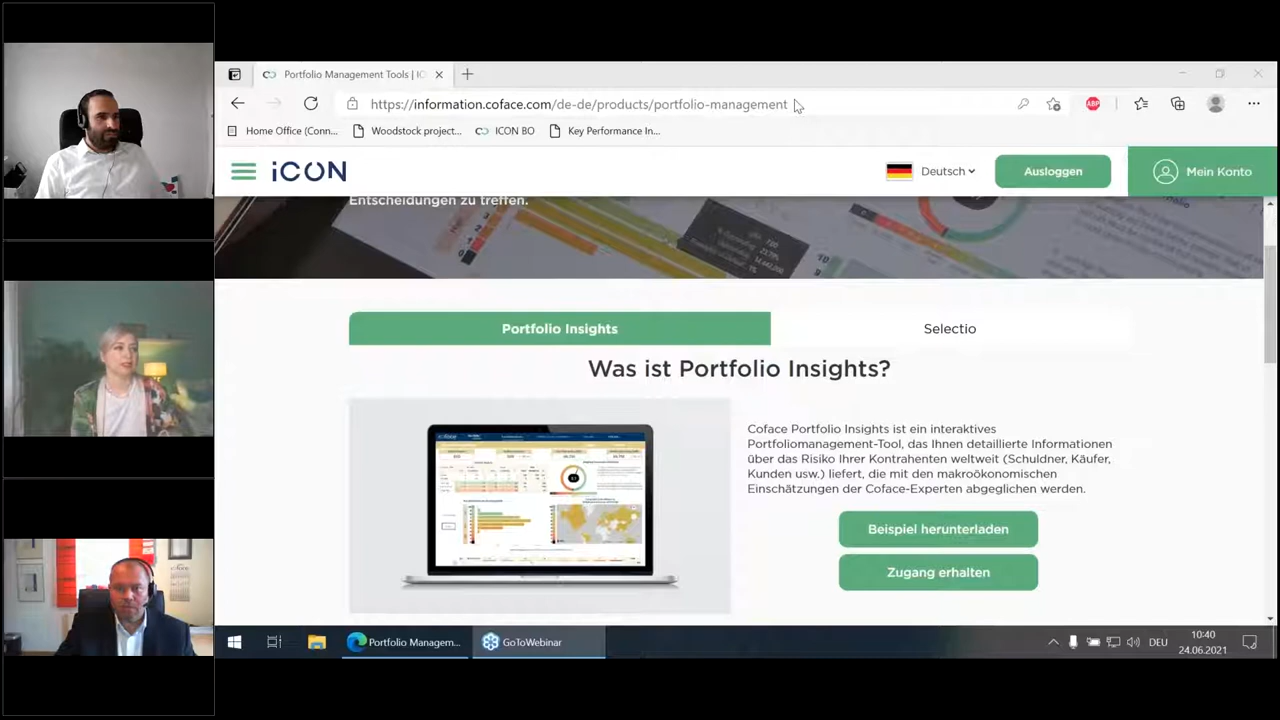 Portfolio Management Tools | IC
https://information.coface.com/de-de/products/portfolio-management
ABP
Home Office (Conn...
Woodstock project...
ICON BO
Key Performance In...
iCON
Deutsch
Ausloggen
Mein Konto
Entscheidungen zu treffen.
Portfolio Insights
Selectio
Was ist Portfolio Insights?
Coface Portfolio Insights ist ein interaktives
Portfoliomanagement-Tool, das Ihnen detaillierte Informationen
über das Risiko Ihrer Kontrahenten weltweit (Schuldner, Käufer,
Kunden usw.) liefert, die mit den makroökonomischen
Einschätzungen der Coface-Experten abgeglichen werden.
Beispiel herunterladen
Zugang erhalten
Portfolio Managem...
GoToWebinar
DEU
10:40
24.06.2021